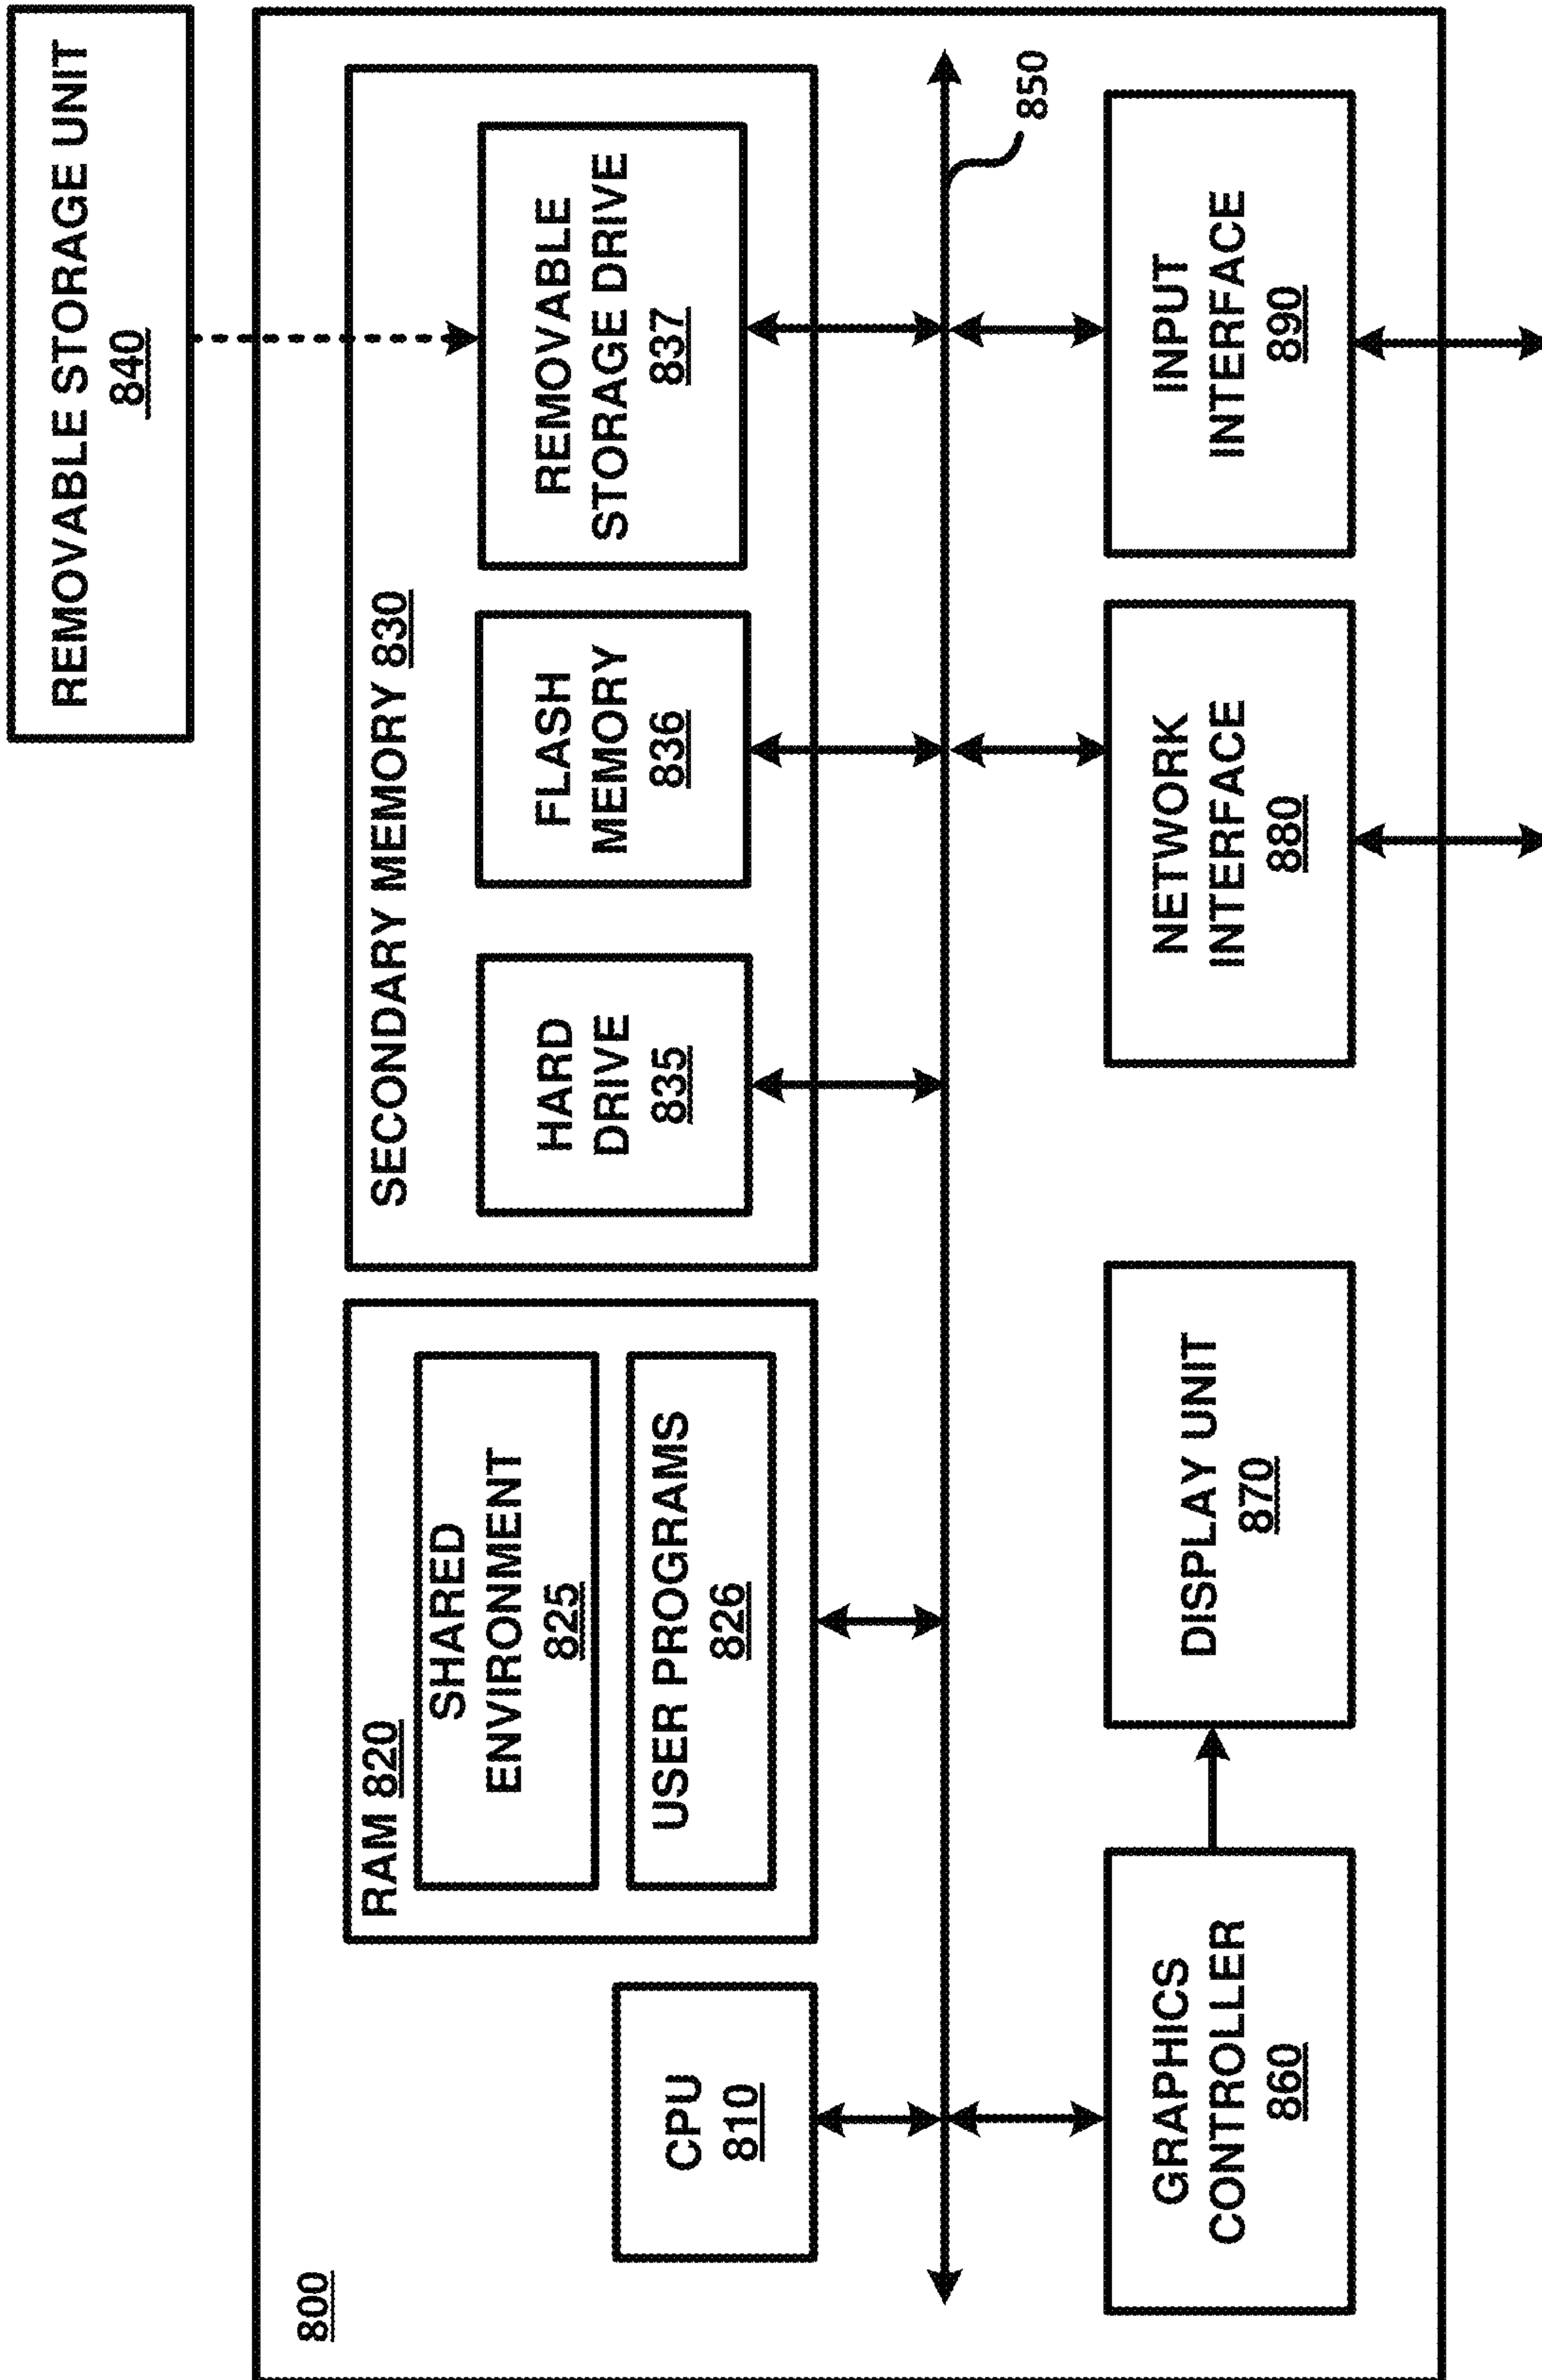 REMOVABLE STORAGE UNIT
840
800
CPU
810
RAM 820
SHARED
ENVIRONMENT
825
USER PROGRAMS
826
SECONDARY MEMORY 830
HARD
DRIVE
835
FLASH
MEMORY
836
REMOVABLE
STORAGE DRIVE
837
850
GRAPHICS
CONTROLLER
860
DISPLAY UNIT
870
NETWORK
INTERFACE
880
INPUT
INTERFACE
890